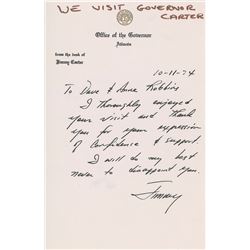 WE VISIT GOVERNOR
CARTER
Office of the Governor
Atlanta
from the desk of
Jimmy Carter
10-11-74
To Dave & Anne Robbins
I thoroughly enjoyed
your visit and thank
you for your expression
of confidence & support.
I will do my best
never to disappoint you.
Jimmy